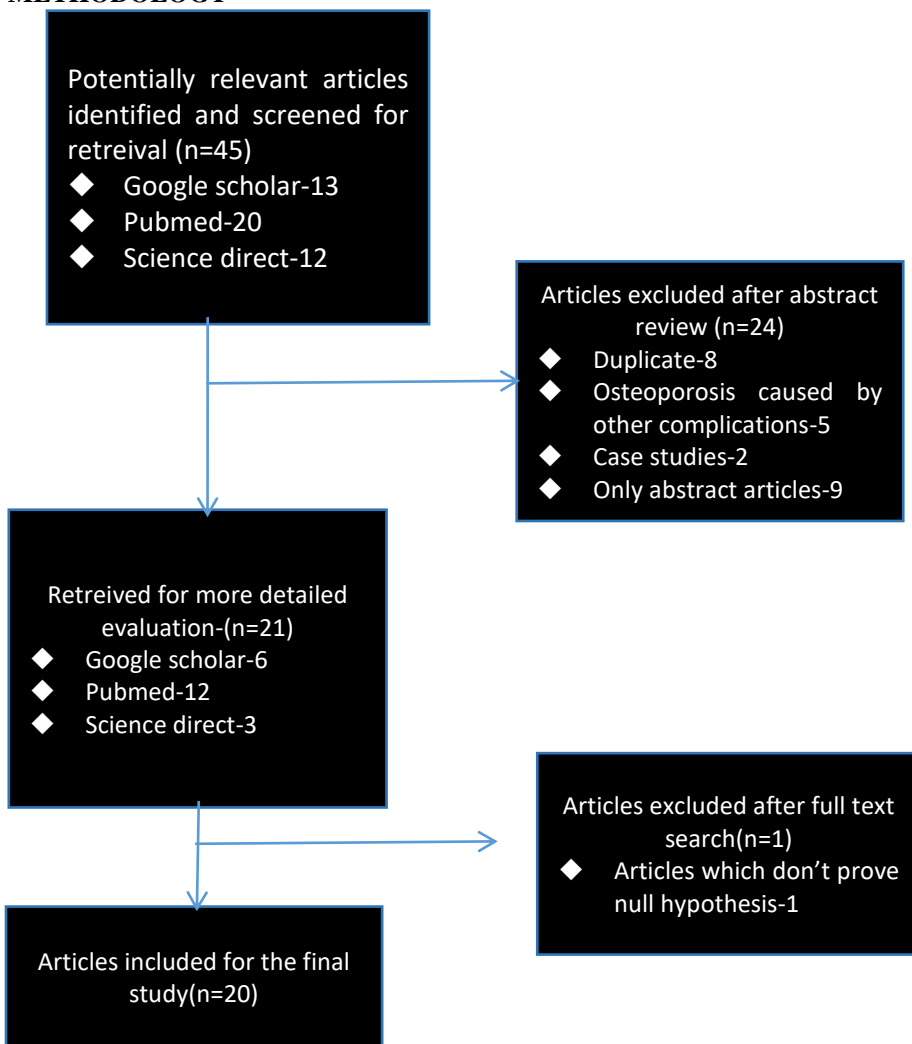 METHODOLOGY
Potentially relevant articles
identified and screened for
retreival (n=45)
◆ Google scholar-13
◆ Pubmed-20
◆ Science direct-12
Articles excluded after abstract
review (n=24)
◆ Duplicate-8
◆ Osteoporosis caused by
other complications-5
◆ Case studies-2
◆ Only abstract articles-9
Retreived for more detailed
evaluation-(n=21)
◆ Google scholar-6
◆ Pubmed-12
◆ Science direct-3
Articles excluded after full text
search(n=1)
◆ Articles which don’t prove
null hypothesis-1
Articles included for the final
study(n=20)